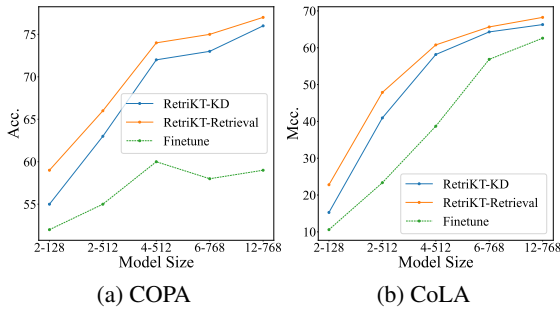 75
70
65
60
55
Acc.
RetriKT-KD
RetriKT-Retrieval
Finetune
2-128
2-512
4-512
6-768
12-768
Model Size
(a) COPA
70
60
50
40
30
20
10
Mcc.
RetriKT-KD
RetriKT-Retrieval
Finetune
2-128
2-512
4-512
6-768
12-768
Model Size
(b) CoLA